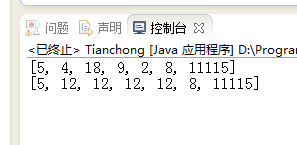 问题 声明 控制台
<已终止> Tianchong [Java 应用程序] D:\Progran
[5, 4, 18, 9, 2, 8, 11115]
[5, 12, 12, 12, 12, 8, 11115]